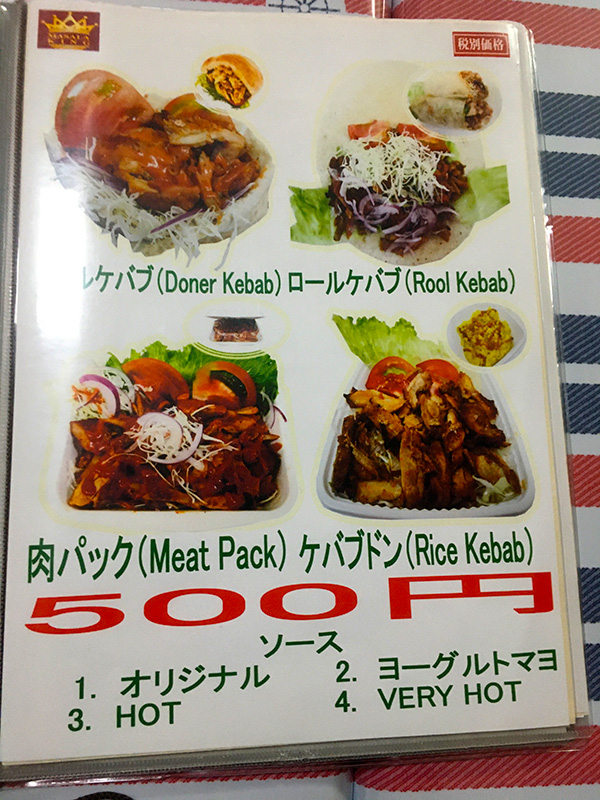 MASALA
KING
税別価格
ルケバブ(Doner Kebab) ロールケバブ(Rool Kebab)
肉パック(Meat Pack) ケバブドン(Rice Kebab)
500円
ソース
1. オリジナル 2. ヨーグルトマヨ
3. HOT 4. VERY HOT